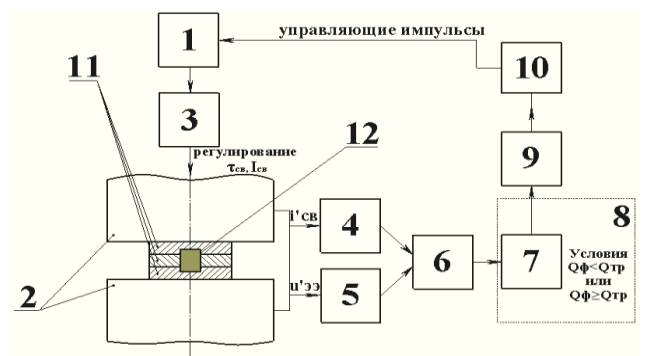 управляющие импульсы
1
10
11
3
12
9
регулирование
τсв, Iсв
i'св
4
8
6
7
Условия
Qф<Qтр
или
Qф≥Qтр
2
u'ээ
5